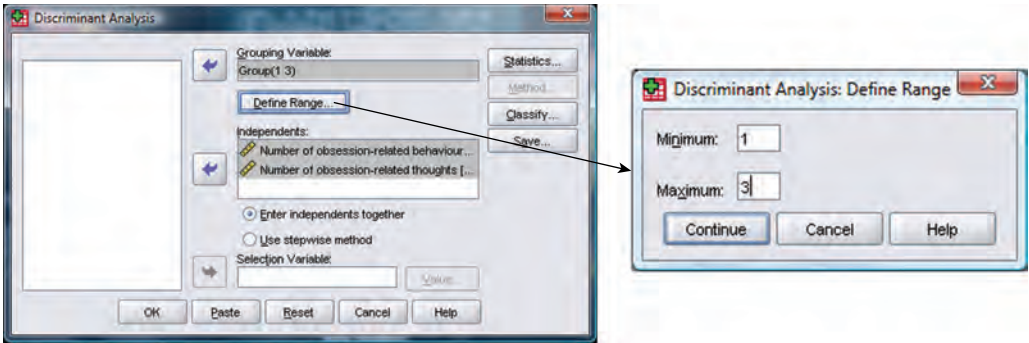 Discriminant Analysis
Grouping Variable:
Group(1 3)
Define Range...
Independents:
Number of obsession-related behaviour...
Number of obsession-related thoughts [...
Enter independents together
Use stepwise method
Selection Variable:
Value...
Statistics...
Method...
Classify...
Save...
OK
Paste
Reset
Cancel
Help
Discriminant Analysis: Define Range
Minimum: 1
Maximum: 3
Continue
Cancel
Help